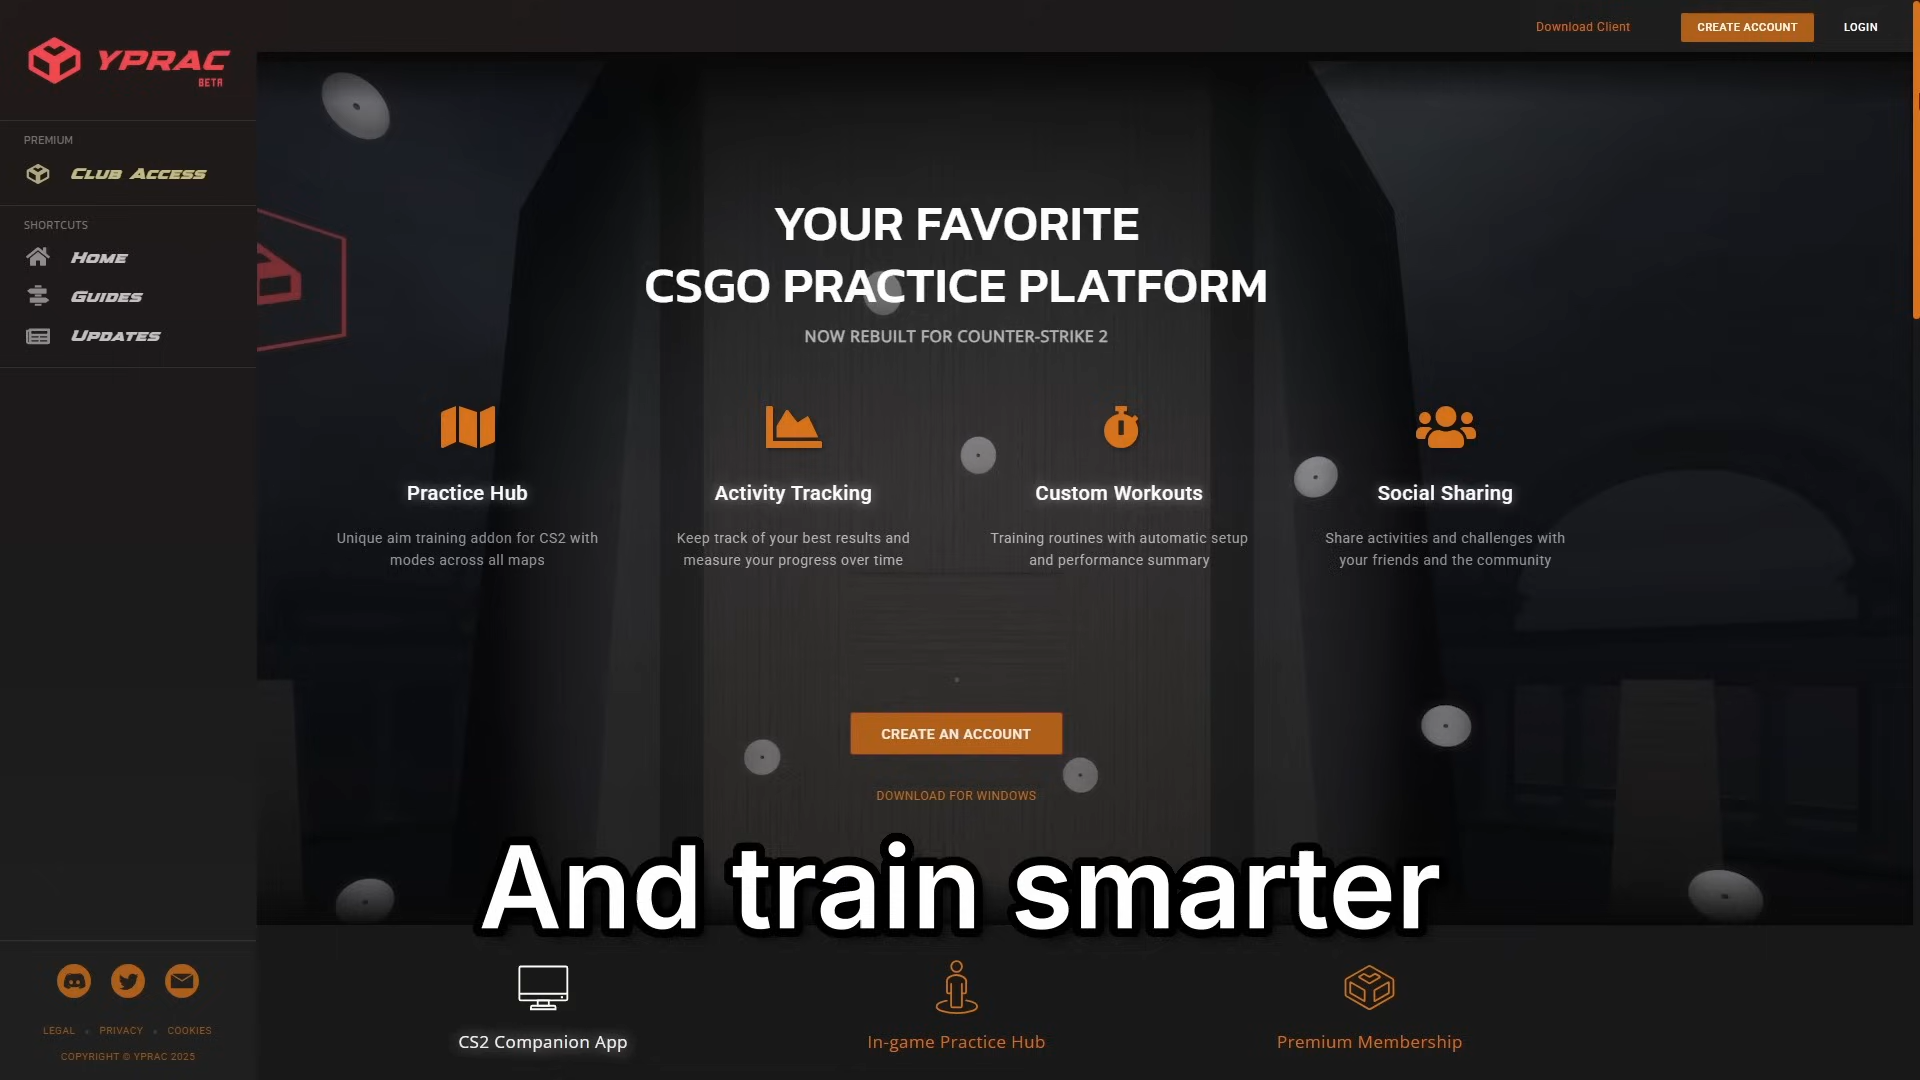 YPRAC
BETA
Download Client
CREATE ACCOUNT
LOGIN
PREMIUM
CLUB ACCESS
SHORTCUTS
HOME
GUIDES
UPDATES
YOUR FAVORITE
CSGO PRACTICE PLATFORM
NOW REBUILT FOR COUNTER-STRIKE 2
Practice Hub
Unique aim training addon for CS2 with
modes across all maps
Activity Tracking
Keep track of your best results and
measure your progress over time
Custom Workouts
Training routines with automatic setup
and performance summary
Social Sharing
Share activities and challenges with
your friends and the community
CREATE AN ACCOUNT
DOWNLOAD FOR WINDOWS
And train smarter
CS2 Companion App
In-game Practice Hub
Premium Membership
LEGAL • PRIVACY • COOKIES
COPYRIGHT © YPRAC 2025